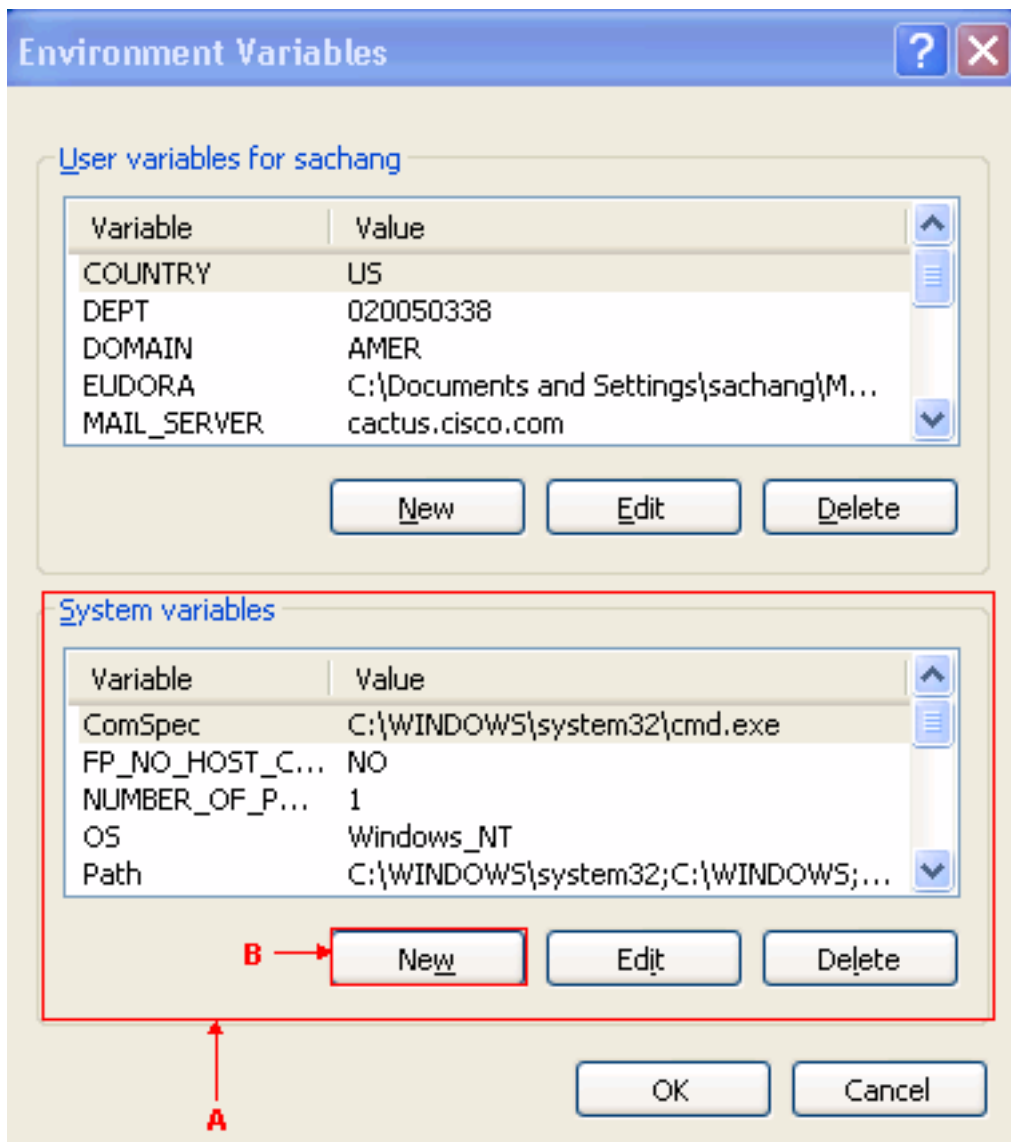 Environment Variables
?
User variables for sachang
Variable Value
COUNTRY US
DEPT 020050338
DOMAIN AMER
EUDORA C:\Documents and Settings\sachang\M...
MAIL_SERVER cactus.cisco.com
New Edit Delete
System variables
Variable Value
ComSpec C:\WINDOWS\system32\cmd.exe
FP_NO_HOST_C... NO
NUMBER_OF_P... 1
OS Windows_NT
Path C:\WINDOWS\system32;C:\WINDOWS;...
B New Edit Delete
OK Cancel
A